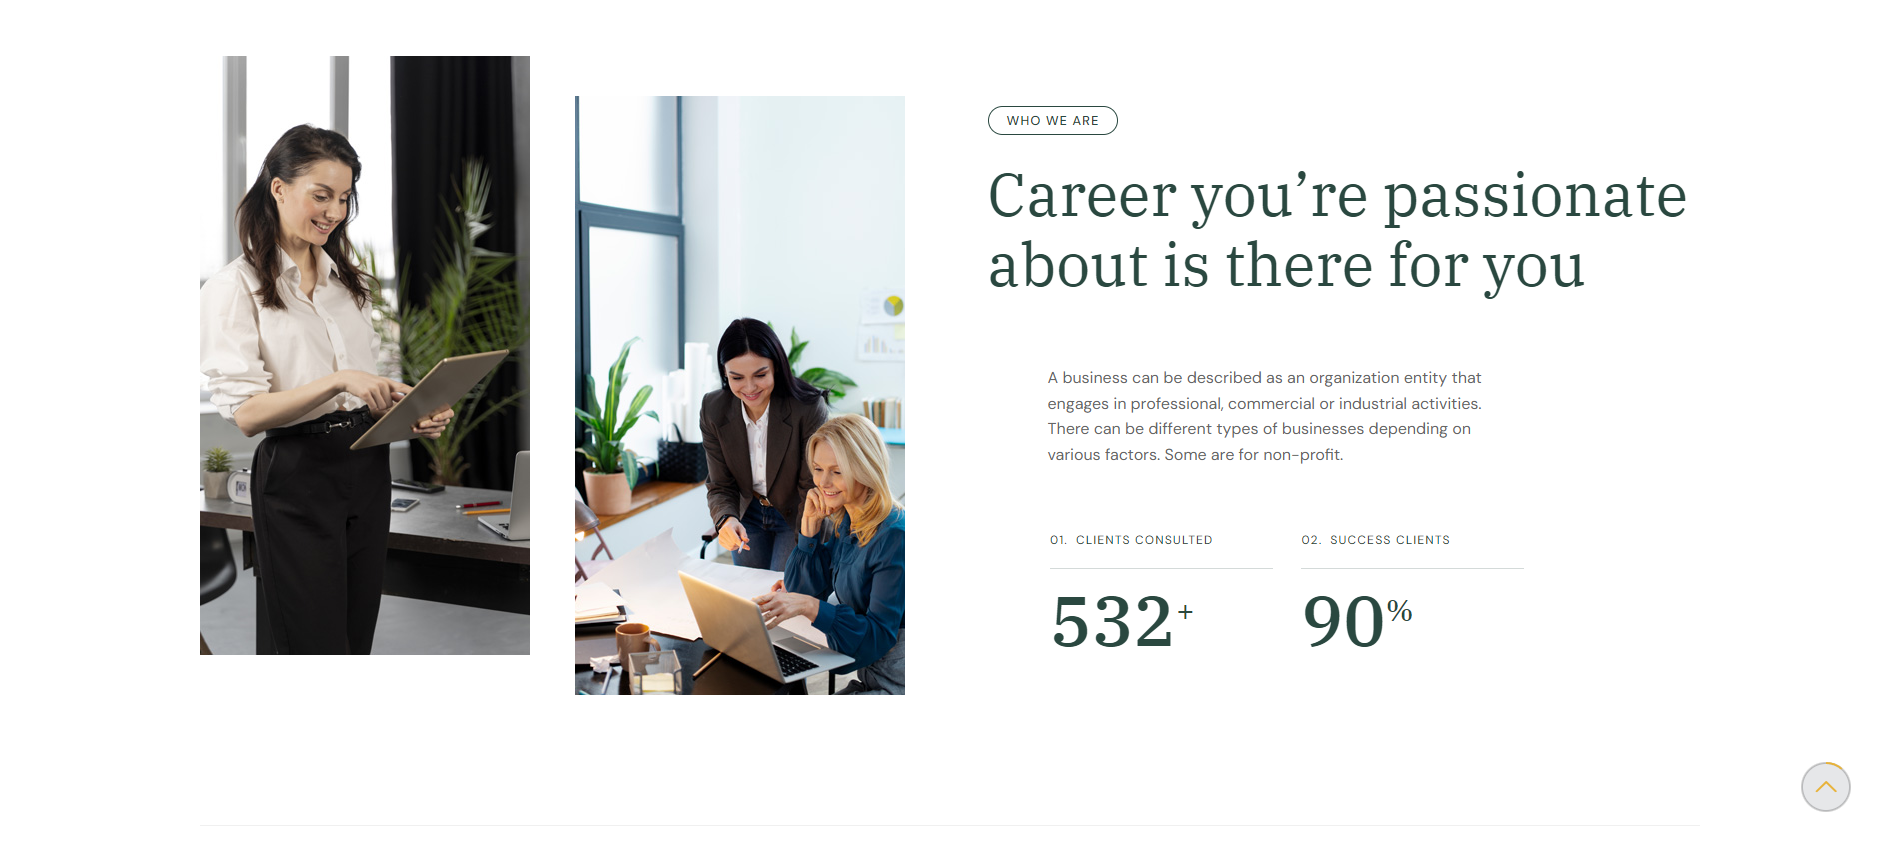 WHO WE ARE
Career you’re passionate
about is there for you
A business can be described as an organization entity that
engages in professional, commercial or industrial activities.
There can be different types of businesses depending on
various factors. Some are for non-profit.
01. CLIENTS CONSULTED
532+
02. SUCCESS CLIENTS
90%